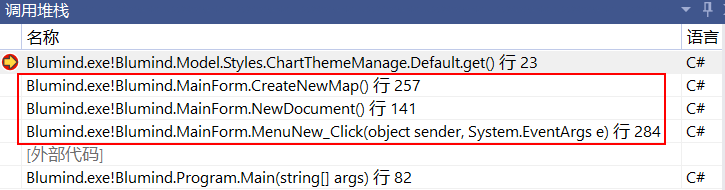 调用堆栈
名称 语言
Blumind.exe!Blumind.Model.Styles.ChartThemeManage.Default.get() 行 23 C#
Blumind.exe!Blumind.MainForm.CreateNewMap() 行 257 C#
Blumind.exe!Blumind.MainForm.NewDocument() 行 141 C#
Blumind.exe!Blumind.MainForm.MenuNew_Click(object sender, System.EventArgs e) 行 284 C#
[外部代码]
Blumind.exe!Blumind.Program.Main(string[] args) 行 82 C#